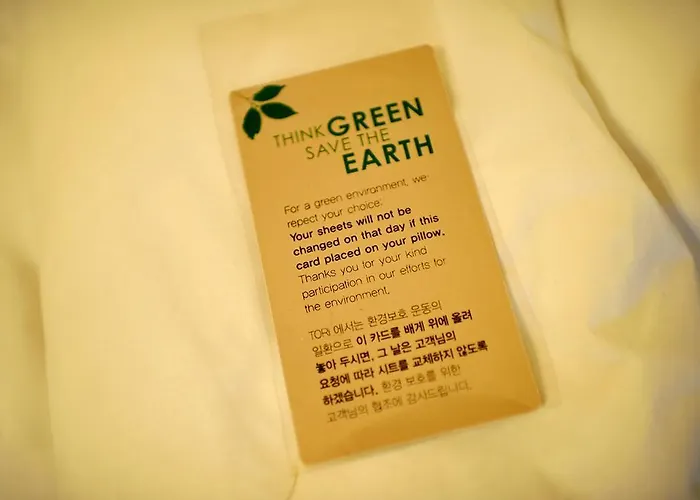 THINK GREEN
SAVE THE
EARTH
For a green environment, we
repect your choice.
Your sheets will not be
changed on that day if this
card placed on your pillow.
Thanks you for your kind
participation in our efforts for
the environment.
TORI 에서는 환경보호 운동의
일환으로 이 카드를 배게 위에 올려
놓아 두시면, 그 날은 고객님의
요청에 따라 시트를 교체하지 않도록
하겠습니다. 환경 보호를 위한
고객님의 협조에 감사드립니다.